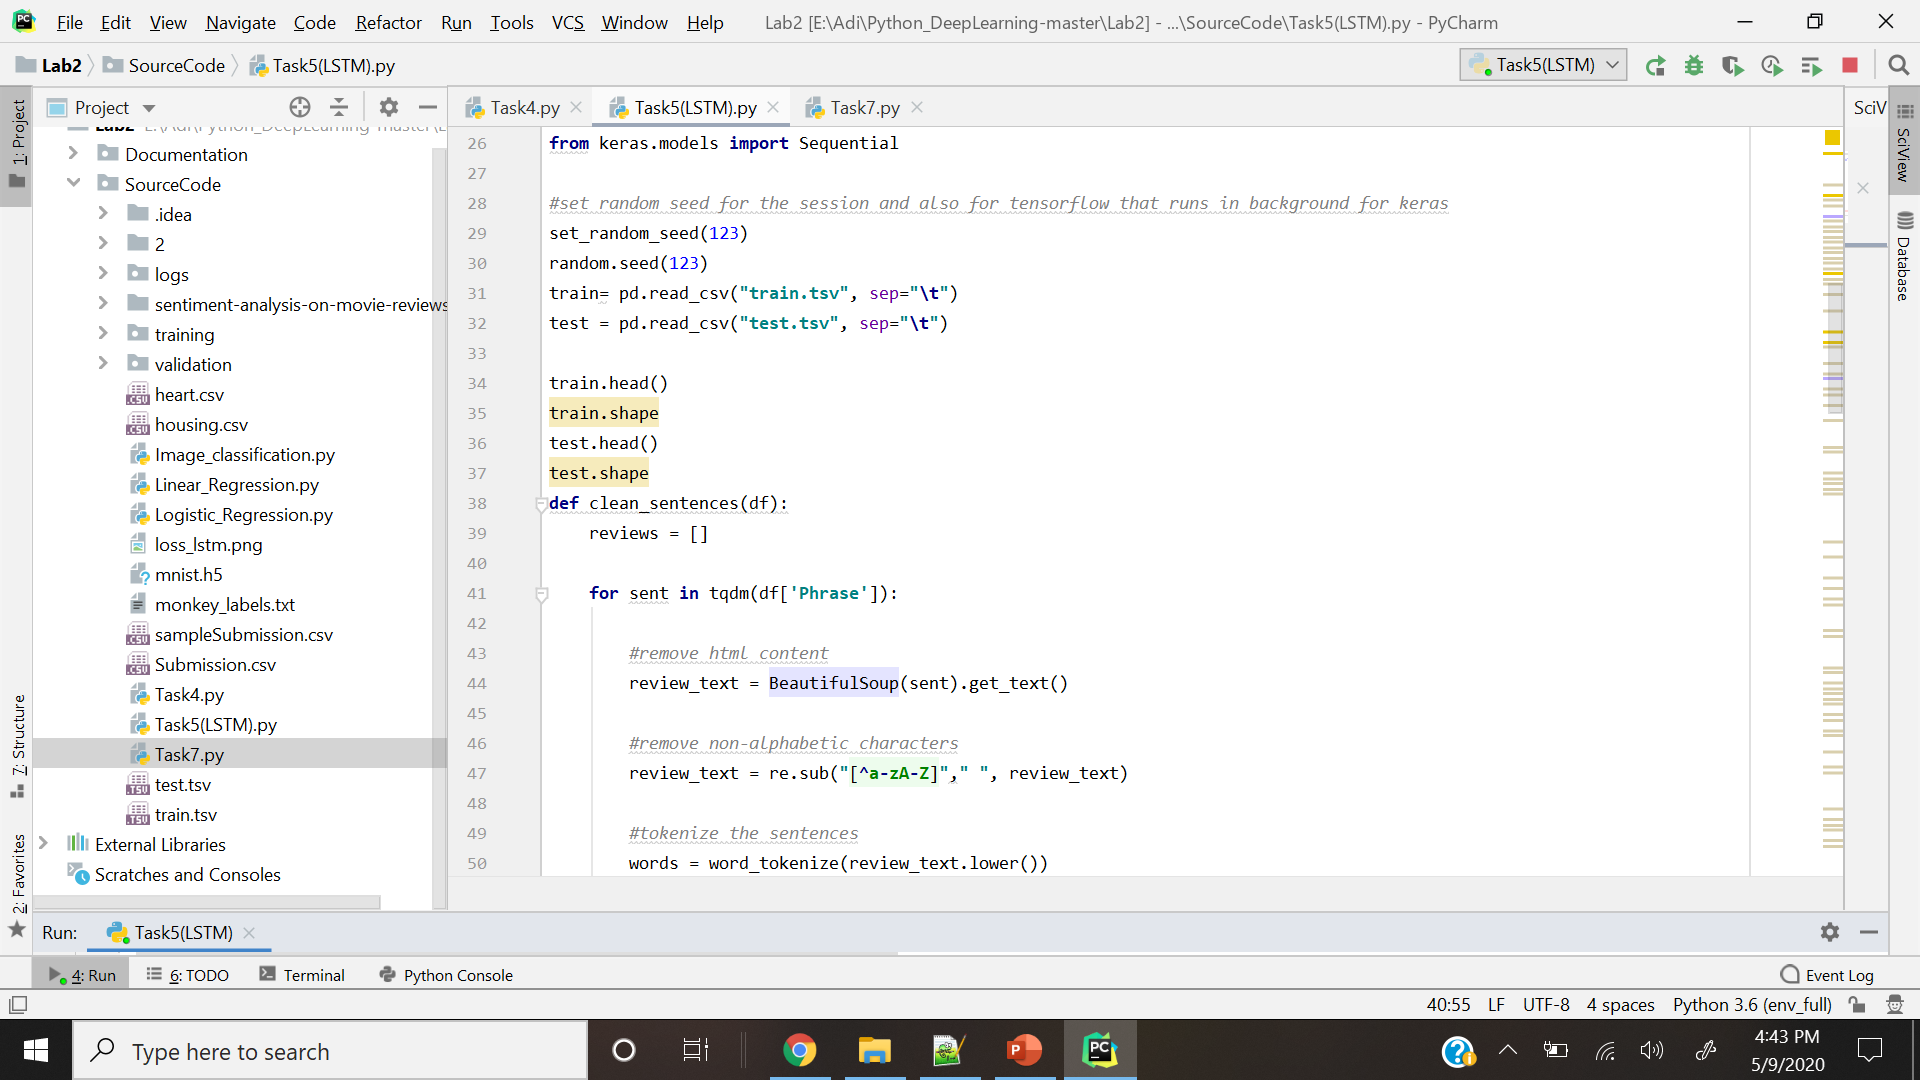 File Edit View Navigate Code Refactor Run Tools VCS Window Help Lab2 [E:\Adi\Python_DeepLearning-master\Lab2] - ...\SourceCode\Task5(LSTM).py - PyCharm
Lab2 SourceCode Task5(LSTM).py Task5(LSTM)
Project Task4.py Task5(LSTM).py Task7.py SciV
1: Project
7: Structure
2: Favorites
SciView
Database
Documentation
SourceCode
.idea
2
logs
sentiment-analysis-on-movie-reviews
training
validation
heart.csv
housing.csv
Image_classification.py
Linear_Regression.py
Logistic_Regression.py
loss_lstm.png
mnist.h5
monkey_labels.txt
sampleSubmission.csv
Submission.csv
Task4.py
Task5(LSTM).py
Task7.py
test.tsv
train.tsv
External Libraries
Scratches and Consoles
26 from keras.models import Sequential
27
28 #set random seed for the session and also for tensorflow that runs in background for keras
29 set_random_seed(123)
30 random.seed(123)
31 train= pd.read_csv("train.tsv", sep="\t")
32 test = pd.read_csv("test.tsv", sep="\t")
33
34 train.head()
35 train.shape
36 test.head()
37 test.shape
38 def clean_sentences(df):
39 reviews = []
40
41 for sent in tqdm(df['Phrase']):
42
43 #remove html content
44 review_text = BeautifulSoup(sent).get_text()
45
46 #remove non-alphabetic characters
47 review_text = re.sub("[^a-zA-Z]"," ", review_text)
48
49 #tokenize the sentences
50 words = word_tokenize(review_text.lower())
Run: Task5(LSTM)
4: Run 6: TODO Terminal Python Console Event Log
40:55 LF UTF-8 4 spaces Python 3.6 (env_full)
Type here to search
4:43 PM
5/9/2020